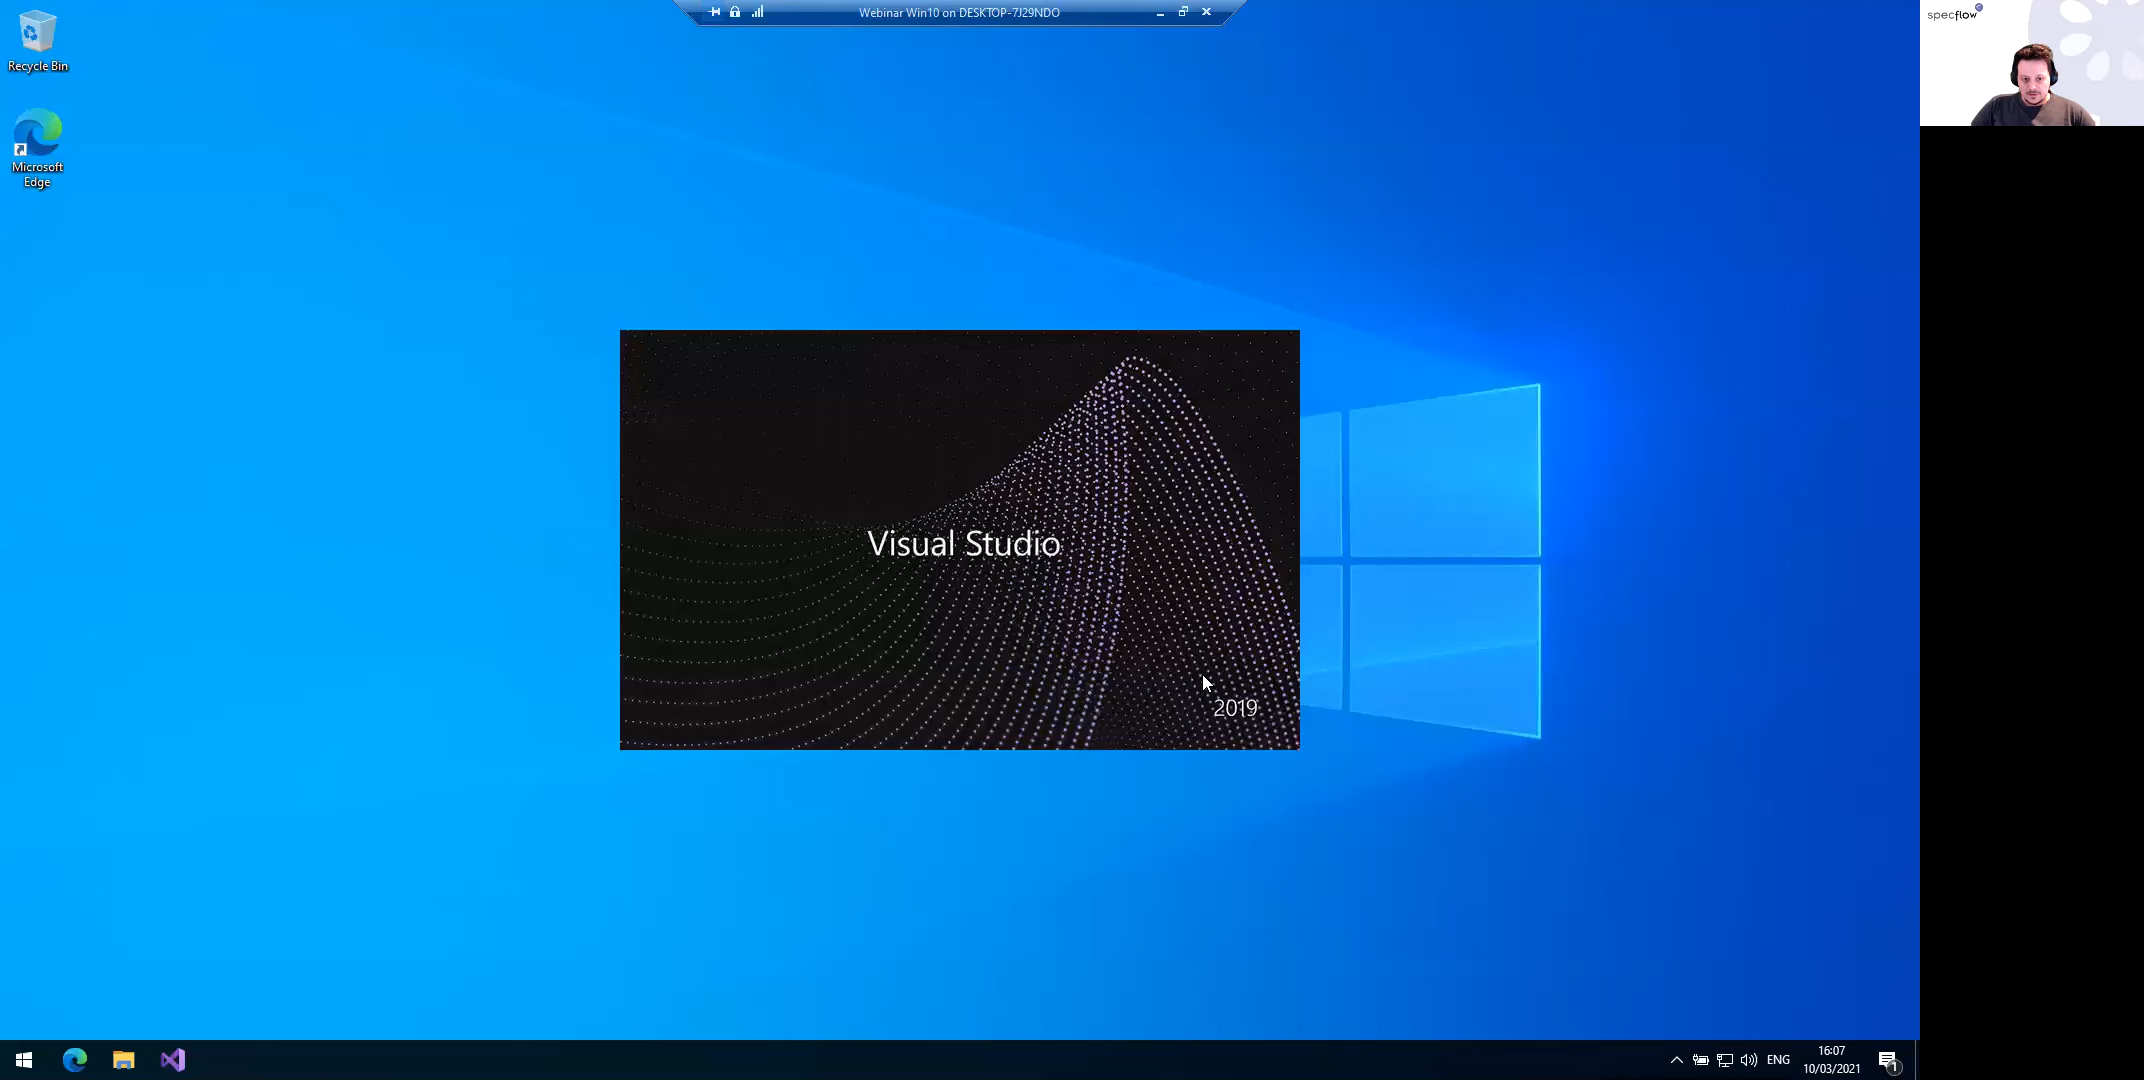 Webinar Win10 on DESKTOP-7J29NDO
specflow
Recycle Bin
Microsoft
Edge
Visual Studio
2019
ENG
16:07
10/03/2021
1